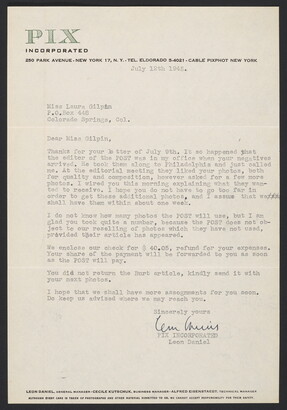 PIX
INCORPORATED
250 PARK AVENUE · NEW YORK 17, N. Y. · TEL. ELDORADO 5-4021 · CABLE PIXPHOT NEW YORK
July 12th 1945.
Miss Laura Gilpin
P.O.Box 448
Colorado Springs, Col.
Dear Miss Gilpin,
Thanks for your letter of July 9th. It so happened that
the editor of the POST was in my office when your negatives
arrived. He took them along to Philadelphia and just called
me. At the editorial meeting they liked your photos, both
for quality and composition, however asked for a few more
photos. I wired you this morning explaining what they wan-
ted to receive. I hope you do not have to go too far in
order to get these additional photos, and I assume that we
shall have them within about one week.
I do not know how many photos the POST will use, but I am
glad you took quite a number, because the POST does not ob-
ject to our reselling of photos which they have not used,
provided their article has appeared.
We enclose our check for $ 40.65, refund for your expenses.
Your share of the payment will be forwarded to you as soon
as the POST will pay.
You did not return the Burt article, kindly send it with
your next photos.
I hope that we shall have more assignments for you soon.
Do keep us advised where we may reach you.
Sincerely yours
PIX INCORPORATED
Leon Daniel
LEON DANIEL, GENERAL MANAGER · CECILE KUTSCHUK, BUSINESS MANAGER · ALFRED EISENSTAEDT, TECHNICAL MANAGER